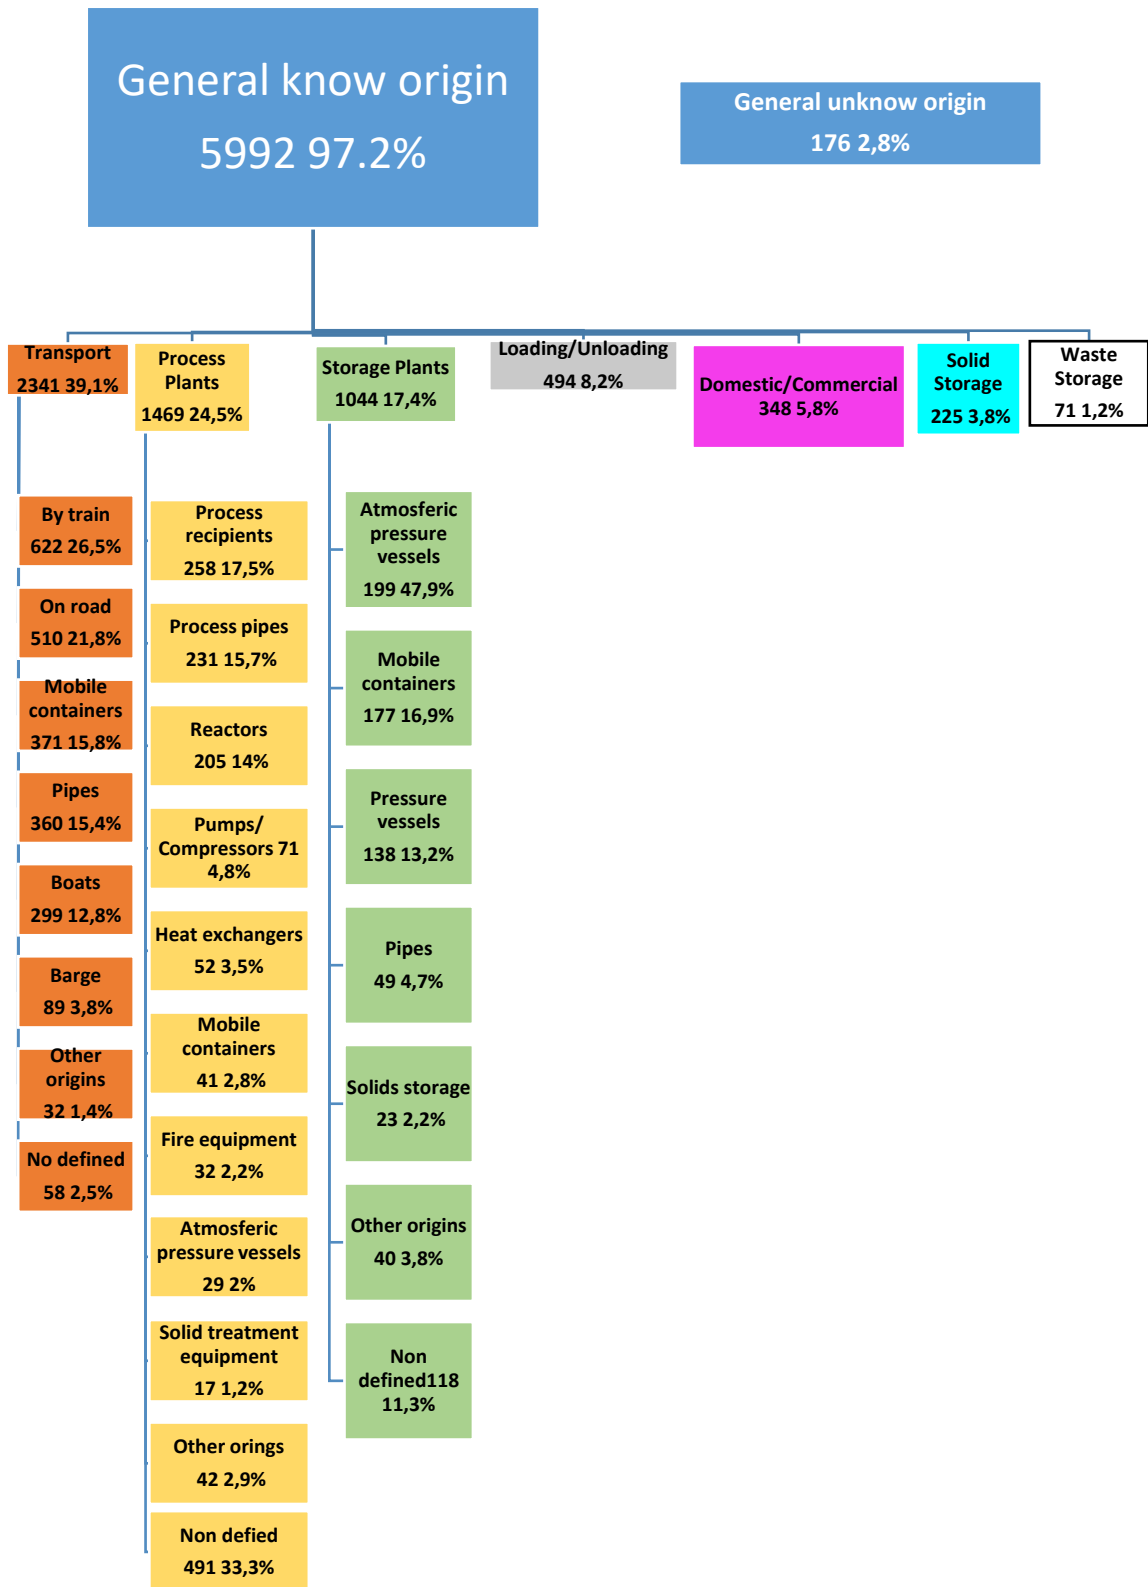 General know origin
5992 97.2%
General unknow origin
176 2,8%
Transport
2341 39,1%
Process
Plants
1469 24,5%
Storage Plants
1044 17,4%
Loading/Unloading
494 8,2%
Domestic/Commercial
348 5,8%
Solid
Storage
225 3,8%
Waste
Storage
71 1,2%
By train
622 26,5%
On road
510 21,8%
Mobile
containers
371 15,8%
Pipes
360 15,4%
Boats
299 12,8%
Barge
89 3,8%
Other
origins
32 1,4%
No defined
58 2,5%
Process
recipients
258 17,5%
Process pipes
231 15,7%
Reactors
205 14%
Pumps/
Compressors 71
4,8%
Heat exchangers
52 3,5%
Mobile
containers
41 2,8%
Fire equipment
32 2,2%
Atmosferic
pressure vessels
29 2%
Solid treatment
equipment
17 1,2%
Other orings
42 2,9%
Non defied
491 33,3%
Atmosferic
pressure
vessels
199 47,9%
Mobile
containers
177 16,9%
Pressure
vessels
138 13,2%
Pipes
49 4,7%
Solids storage
23 2,2%
Other origins
40 3,8%
Non
defined118
11,3%